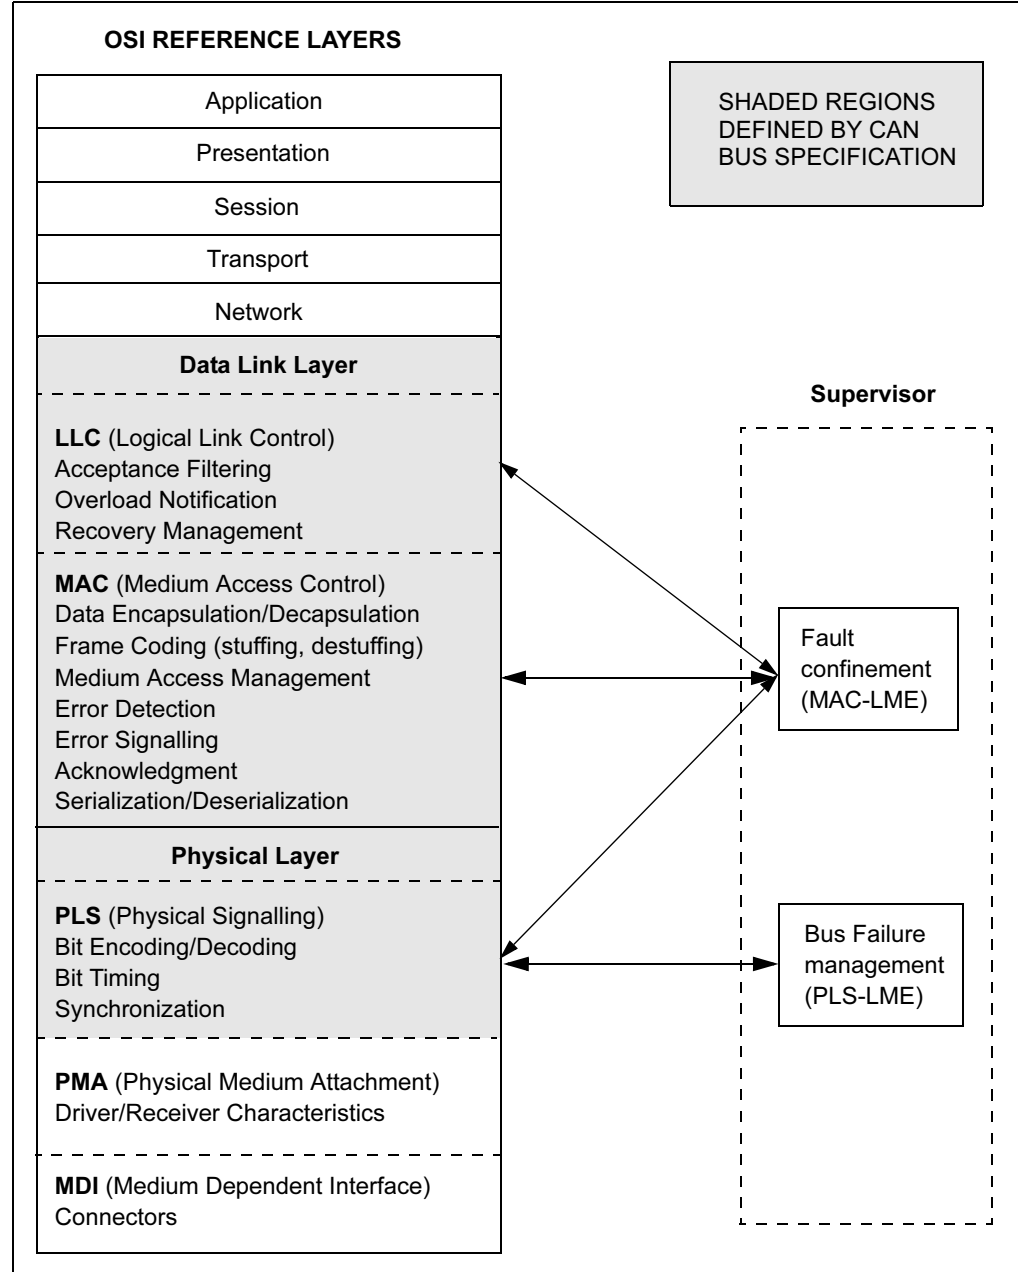 OSI REFERENCE LAYERS
Application
Presentation
Session
Transport
Network
Data Link Layer
LLC (Logical Link Control)
Acceptance Filtering
Overload Notification
Recovery Management
MAC (Medium Access Control)
Data Encapsulation/Decapsulation
Frame Coding (stuffing, destuffing)
Medium Access Management
Error Detection
Error Signalling
Acknowledgment
Serialization/Deserialization
Physical Layer
PLS (Physical Signalling)
Bit Encoding/Decoding
Bit Timing
Synchronization
PMA (Physical Medium Attachment)
Driver/Receiver Characteristics
MDI (Medium Dependent Interface)
Connectors
SHADED REGIONS
DEFINED BY CAN
BUS SPECIFICATION
Supervisor
Fault
confinement
(MAC-LME)
Bus Failure
management
(PLS-LME)